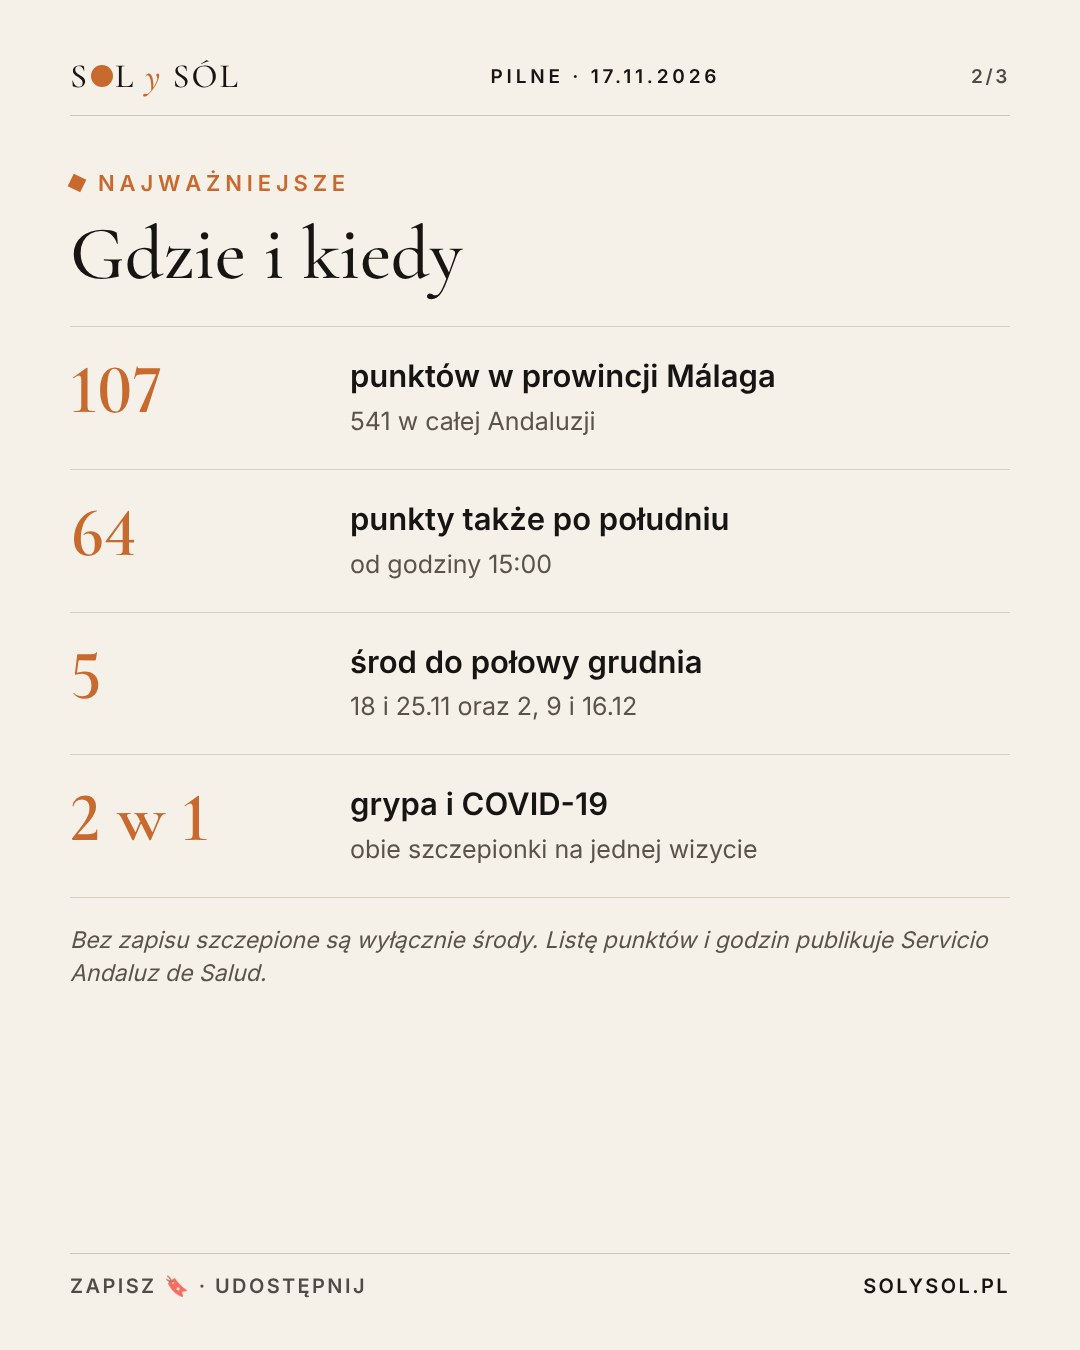 SOL y SÓL
PILNE · 17.11.2026
2/3
NAJWAŻNIEJSZE
Gdzie i kiedy
107
punktów w prowincji Málaga
541 w całej Andaluzji
64
punkty także po południu
od godziny 15:00
5
środ do połowy grudnia
18 i 25.11 oraz 2, 9 i 16.12
2 w 1
grypa i COVID-19
obie szczepionki na jednej wizycie
Bez zapisu szczepione są wyłącznie środy. Listę punktów i godzin publikuje Servicio
Andaluz de Salud.
ZAPISZ 🔖 · UDOSTĘPNIJ
SOLYSOL.PL